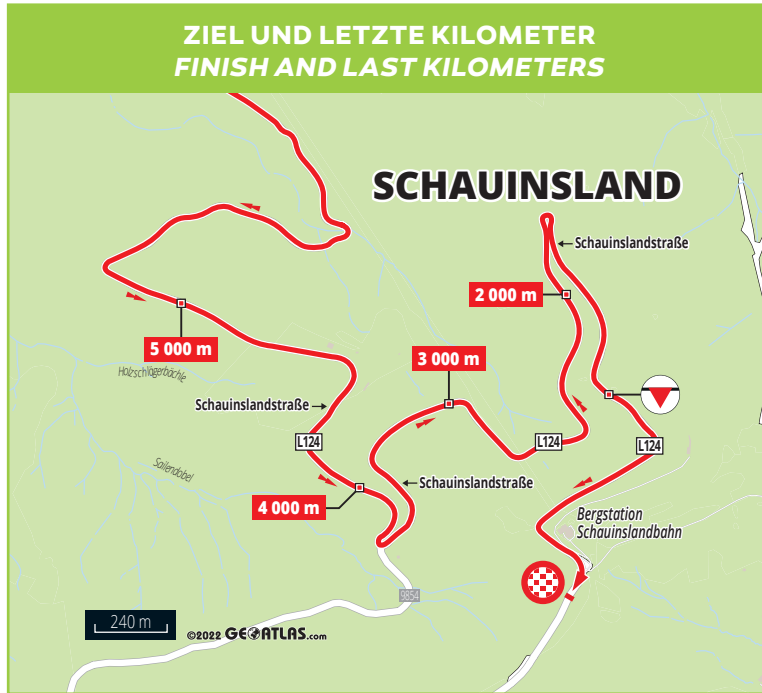 ZIEL UND LETZTE KILOMETER
FINISH AND LAST KILOMETERS
SCHAUINSLAND
Schauinslandstraße
2 000 m
5 000 m
3 000 m
Holzschlägerbächle
Schauinslandstraße
L124
L124
L124
Sailendobel
Schauinslandstraße
4 000 m
Bergstation
Schauinslandbahn
9854
240 m
©2022 GEOATLAS.com